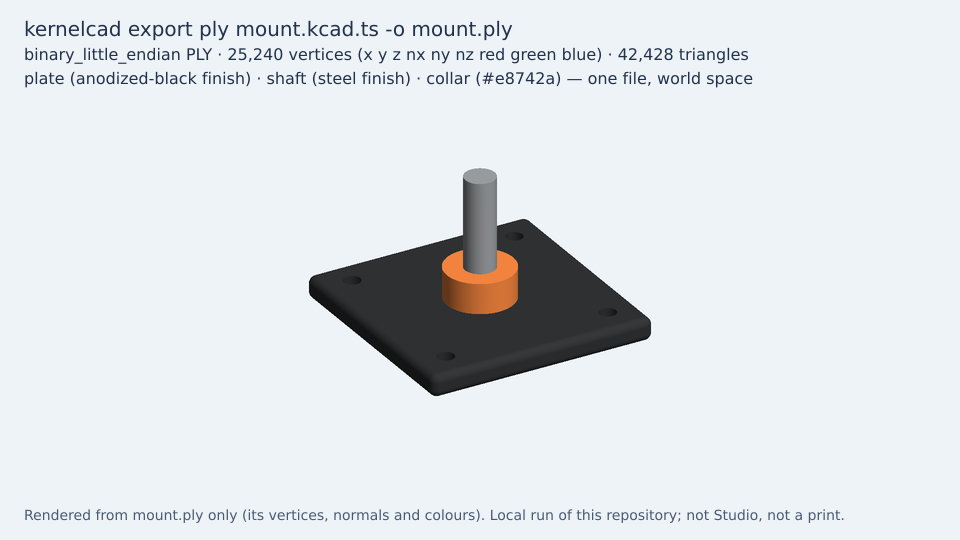 kernelcad export ply mount.kcad.ts -o mount.ply
binary_little_endian PLY · 25,240 vertices (x y z nx ny nz red green blue) · 42,428 triangles
plate (anodized-black finish) · shaft (steel finish) · collar (#e8742a) — one file, world space
Rendered from mount.ply only (its vertices, normals and colours). Local run of this repository; not Studio, not a print.